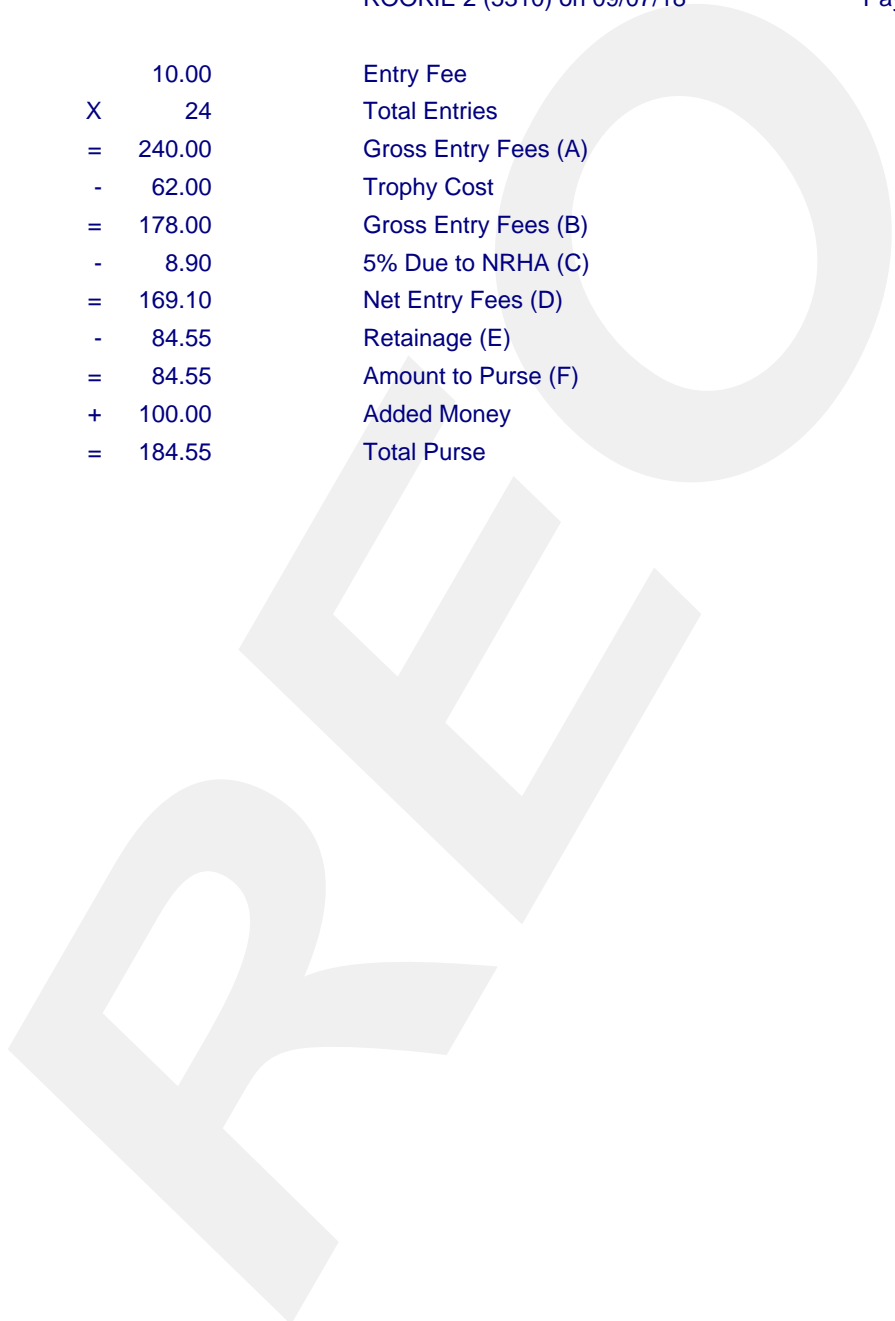 10.00 Entry Fee
X 24 Total Entries
= 240.00 Gross Entry Fees (A)
- 62.00 Trophy Cost
= 178.00 Gross Entry Fees (B)
- 8.90 5% Due to NRHA (C)
= 169.10 Net Entry Fees (D)
- 84.55 Retainage (E)
= 84.55 Amount to Purse (F)
+ 100.00 Added Money
= 184.55 Total Purse
REO